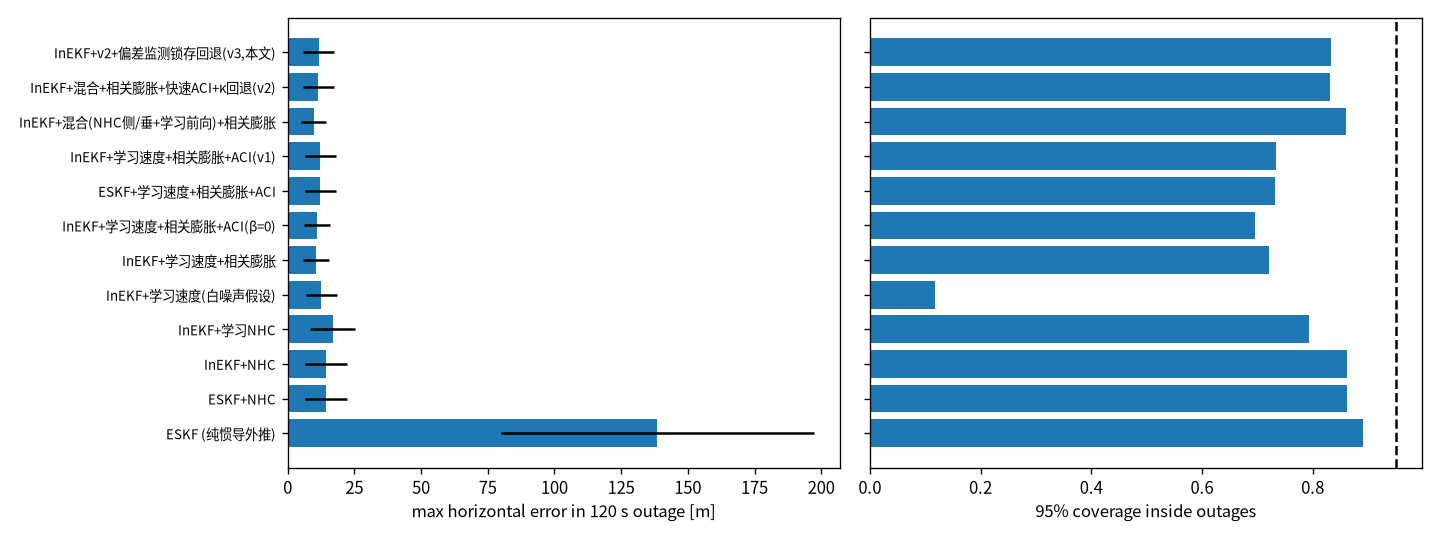 InEKF+v2+偏差监测锁存回退(v3,本文)
InEKF+混合+相关膨胀+快速ACI+κ回退(v2)
InEKF+混合(NHC侧/垂+学习前向)+相关膨胀
InEKF+学习速度+相关膨胀+ACI(v1)
ESKF+学习速度+相关膨胀+ACI
InEKF+学习速度+相关膨胀+ACI(β=0)
InEKF+学习速度+相关膨胀
InEKF+学习速度(白噪声假设)
InEKF+学习NHC
InEKF+NHC
ESKF+NHC
ESKF (纯惯导外推)
0 25 50 75 100 125 150 175 200
max horizontal error in 120 s outage [m]
0.0 0.2 0.4 0.6 0.8
95% coverage inside outages